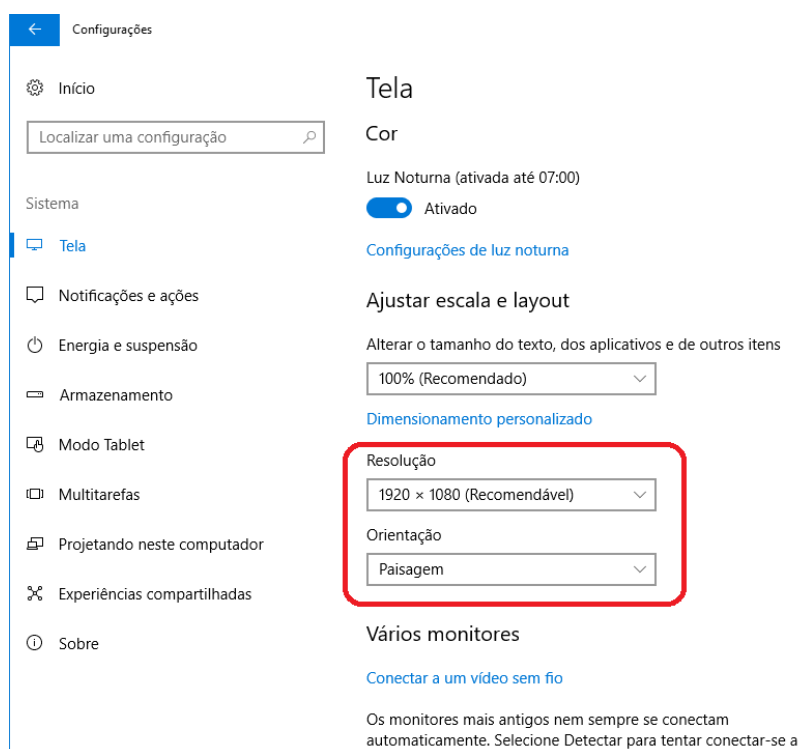 Configurações
Início
Localizar uma configuração
Sistema
Tela
Notificações e ações
Energia e suspensão
Armazenamento
Modo Tablet
Multitarefas
Projetando neste computador
Experiências compartilhadas
Sobre
Tela
Cor
Luz Noturna (ativada até 07:00)
Ativado
Configurações de luz noturna
Ajustar escala e layout
Alterar o tamanho do texto, dos aplicativos e de outros itens
100% (Recomendado)
Dimensionamento personalizado
Resolução
1920 × 1080 (Recomendável)
Orientação
Paisagem
Vários monitores
Conectar a um vídeo sem fio
Os monitores mais antigos nem sempre se conectam
automaticamente. Selecione Detectar para tentar conectar-se a